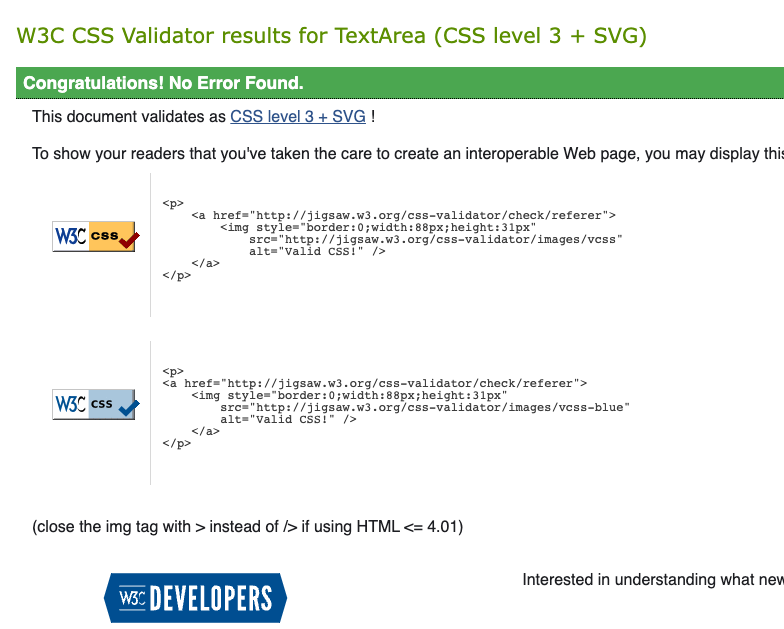 W3C CSS Validator results for TextArea (CSS level 3 + SVG)
Congratulations! No Error Found.
This document validates as CSS level 3 + SVG !
To show your readers that you've taken the care to create an interoperable Web page, you may display this
<p>
<a href="http://jigsaw.w3.org/css-validator/check/referer">
<img style="border:0;width:88px;height:31px"
W3C css
src="http://jigsaw.w3.org/css-validator/images/vcss"
alt="Valid CSS!" />
</a>
</p>
<p>
<a href="http://jigsaw.w3.org/css-validator/check/referer">
<img style="border:0;width:88px;height:31px"
W3C css
src="http://jigsaw.w3.org/css-validator/images/vcss-blue"
alt="Valid CSS!" />
</a>
</p>
(close the img tag with > instead of /> if using HTML <= 4.01)
W3C DEVELOPERS
Interested in understanding what new